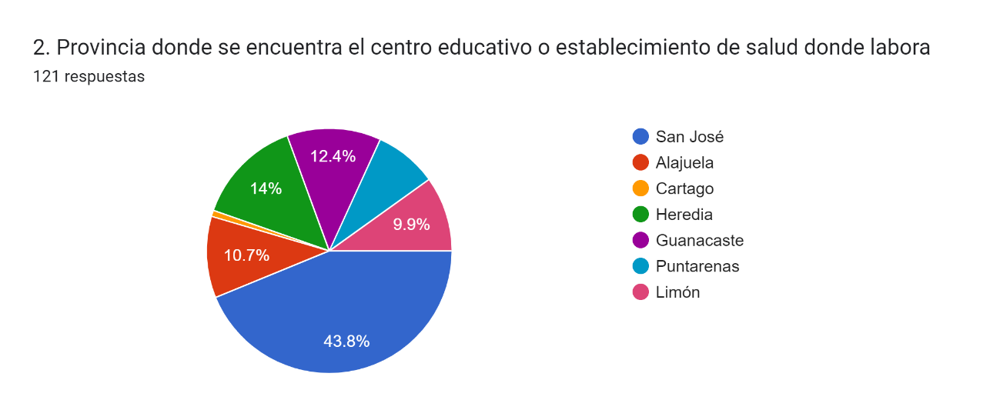 2. Provincia donde se encuentra el centro educativo o establecimiento de salud donde labora
121 respuestas
San José
Alajuela
Cartago
Heredia
Guanacaste
Puntarenas
Limón
12.4%
14%
9.9%
10.7%
43.8%